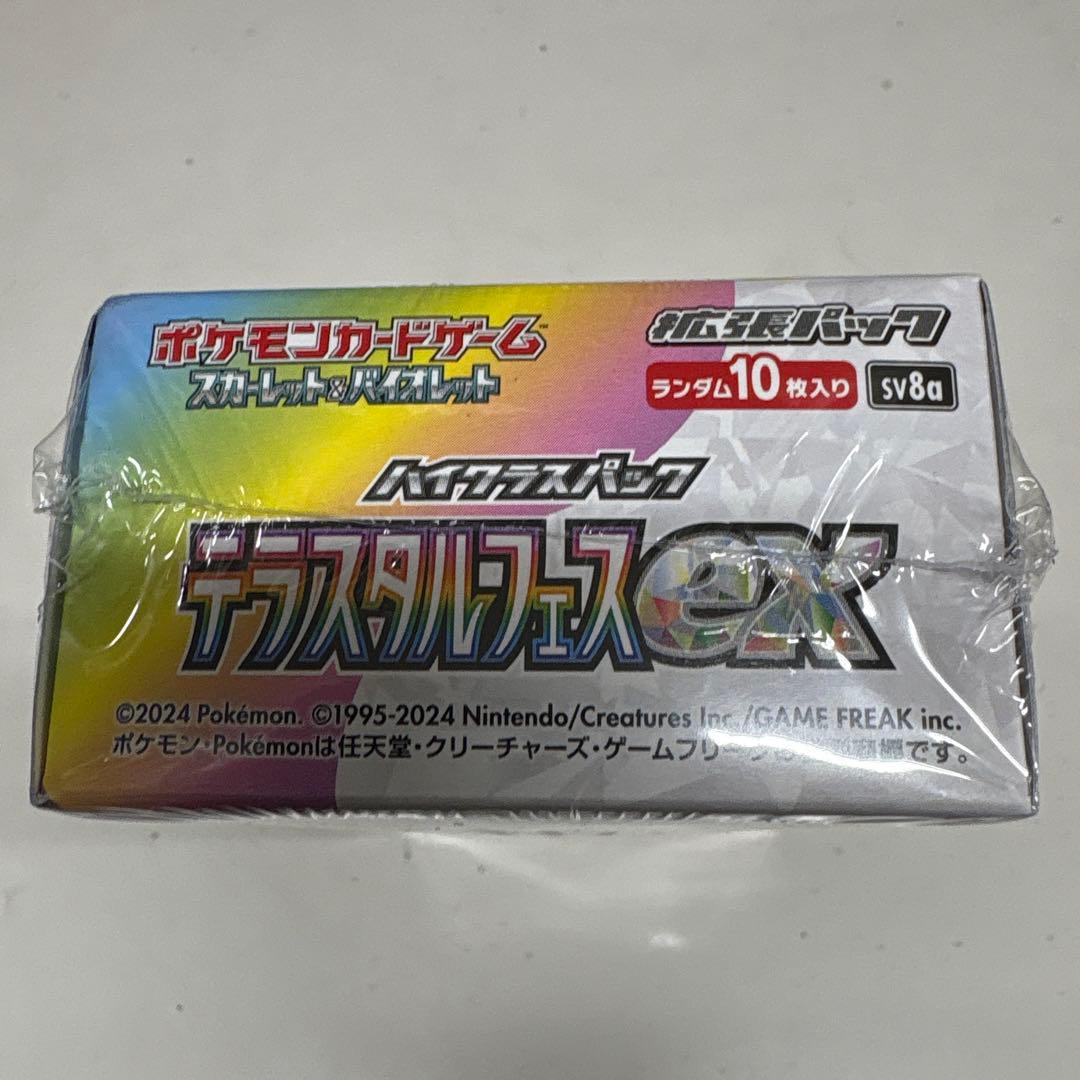 ポケモンカードゲーム™
スカーレット&バイオレット
拡張パック
ランダム10枚入り
SV8a
ハイクラスパック
テラスタルフェスex
©2024 Pokémon. ©1995-2024 Nintendo/Creatures Inc./GAME FREAK inc.
ポケモン・Pokémonは任天堂・クリーチャーズ・ゲームフリークの です。